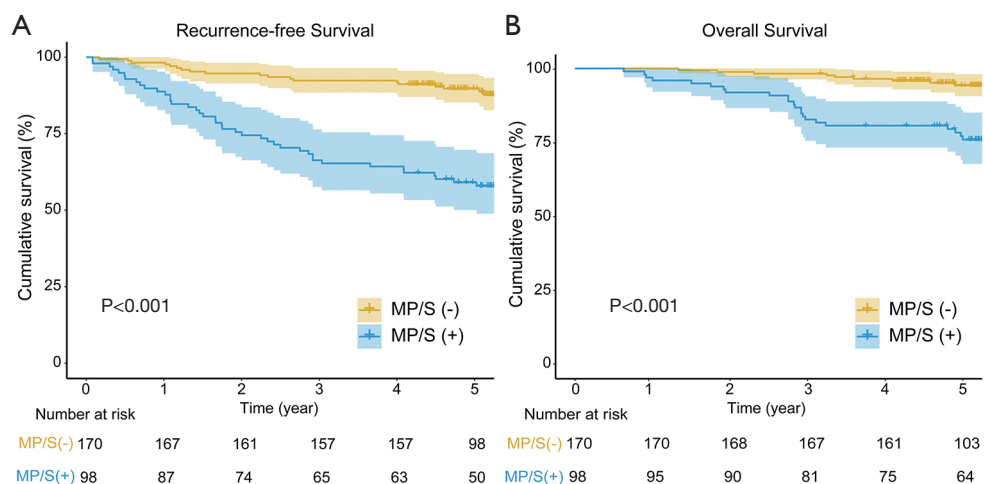 A
Recurrence-free Survival
Cumulative survival (%)
100
75
50
25
0
P<0.001
MP/S (-)
MP/S (+)
0 1 2 3 4 5
Time (year)
Number at risk
MP/S(-) 170 167 161 157 157 98
MP/S(+) 98 87 74 65 63 50
B
Overall Survival
Cumulative survival (%)
100
75
50
25
0
P<0.001
MP/S (-)
MP/S (+)
0 1 2 3 4 5
Time (year)
Number at risk
MP/S(-) 170 170 168 167 161 103
MP/S(+) 98 95 90 81 75 64